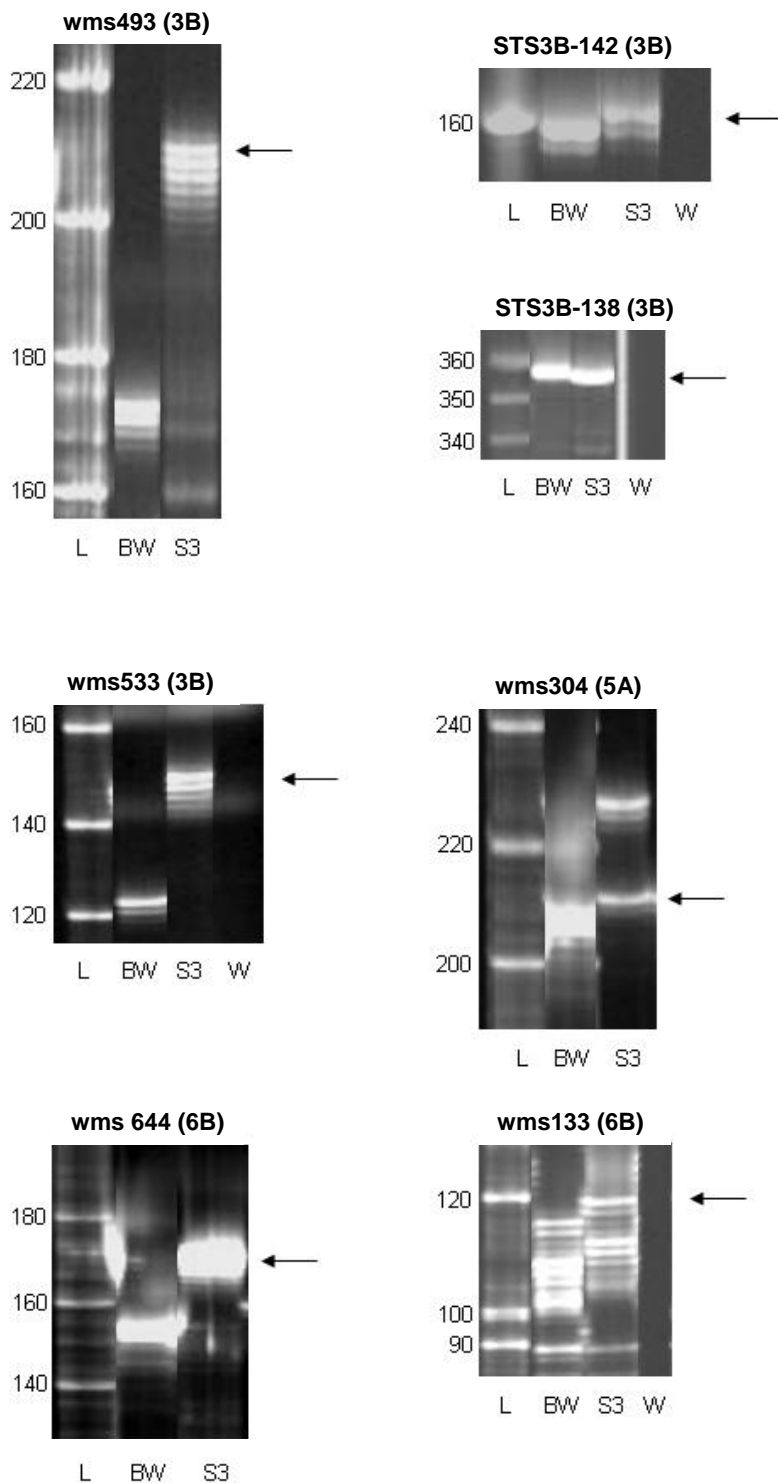 wms493 (3B)
220
200
180
160
L BW S3
STS3B-142 (3B)
160
L BW S3 W
STS3B-138 (3B)
360
350
340
L BW S3 W
wms533 (3B)
160
140
120
L BW S3 W
wms304 (5A)
240
220
200
L BW S3
wms 644 (6B)
180
160
140
L BW S3
wms133 (6B)
120
100
90
L BW S3 W